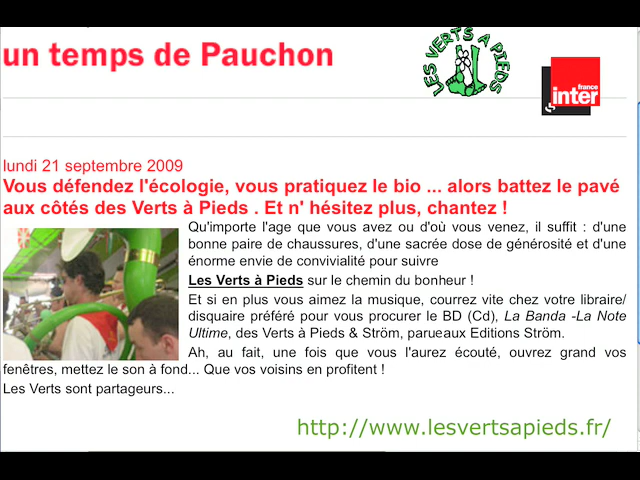 un temps de Pauchon
LES VERTS A PIEDS
france
inter
lundi 21 septembre 2009
Vous défendez l'écologie, vous pratiquez le bio ... alors battez le pavé
aux côtés des Verts à Pieds . Et n' hésitez plus, chantez !
Qu'importe l'age que vous avez ou d'où vous venez, il suffit : d'une
bonne paire de chaussures, d'une sacrée dose de générosité et d'une
énorme envie de convivialité pour suivre
Les Verts à Pieds sur le chemin du bonheur !
Et si en plus vous aimez la musique, courrez vite chez votre libraire/
disquaire préféré pour vous procurer le BD (Cd), La Banda -La Note
Ultime, des Verts à Pieds & Ström, parue aux Editions Ström.
Ah, au fait, une fois que vous l'aurez écouté, ouvrez grand vos
fenêtres, mettez le son à fond... Que vos voisins en profitent !
Les Verts sont partageurs...
http://www.lesvertsapieds.fr/